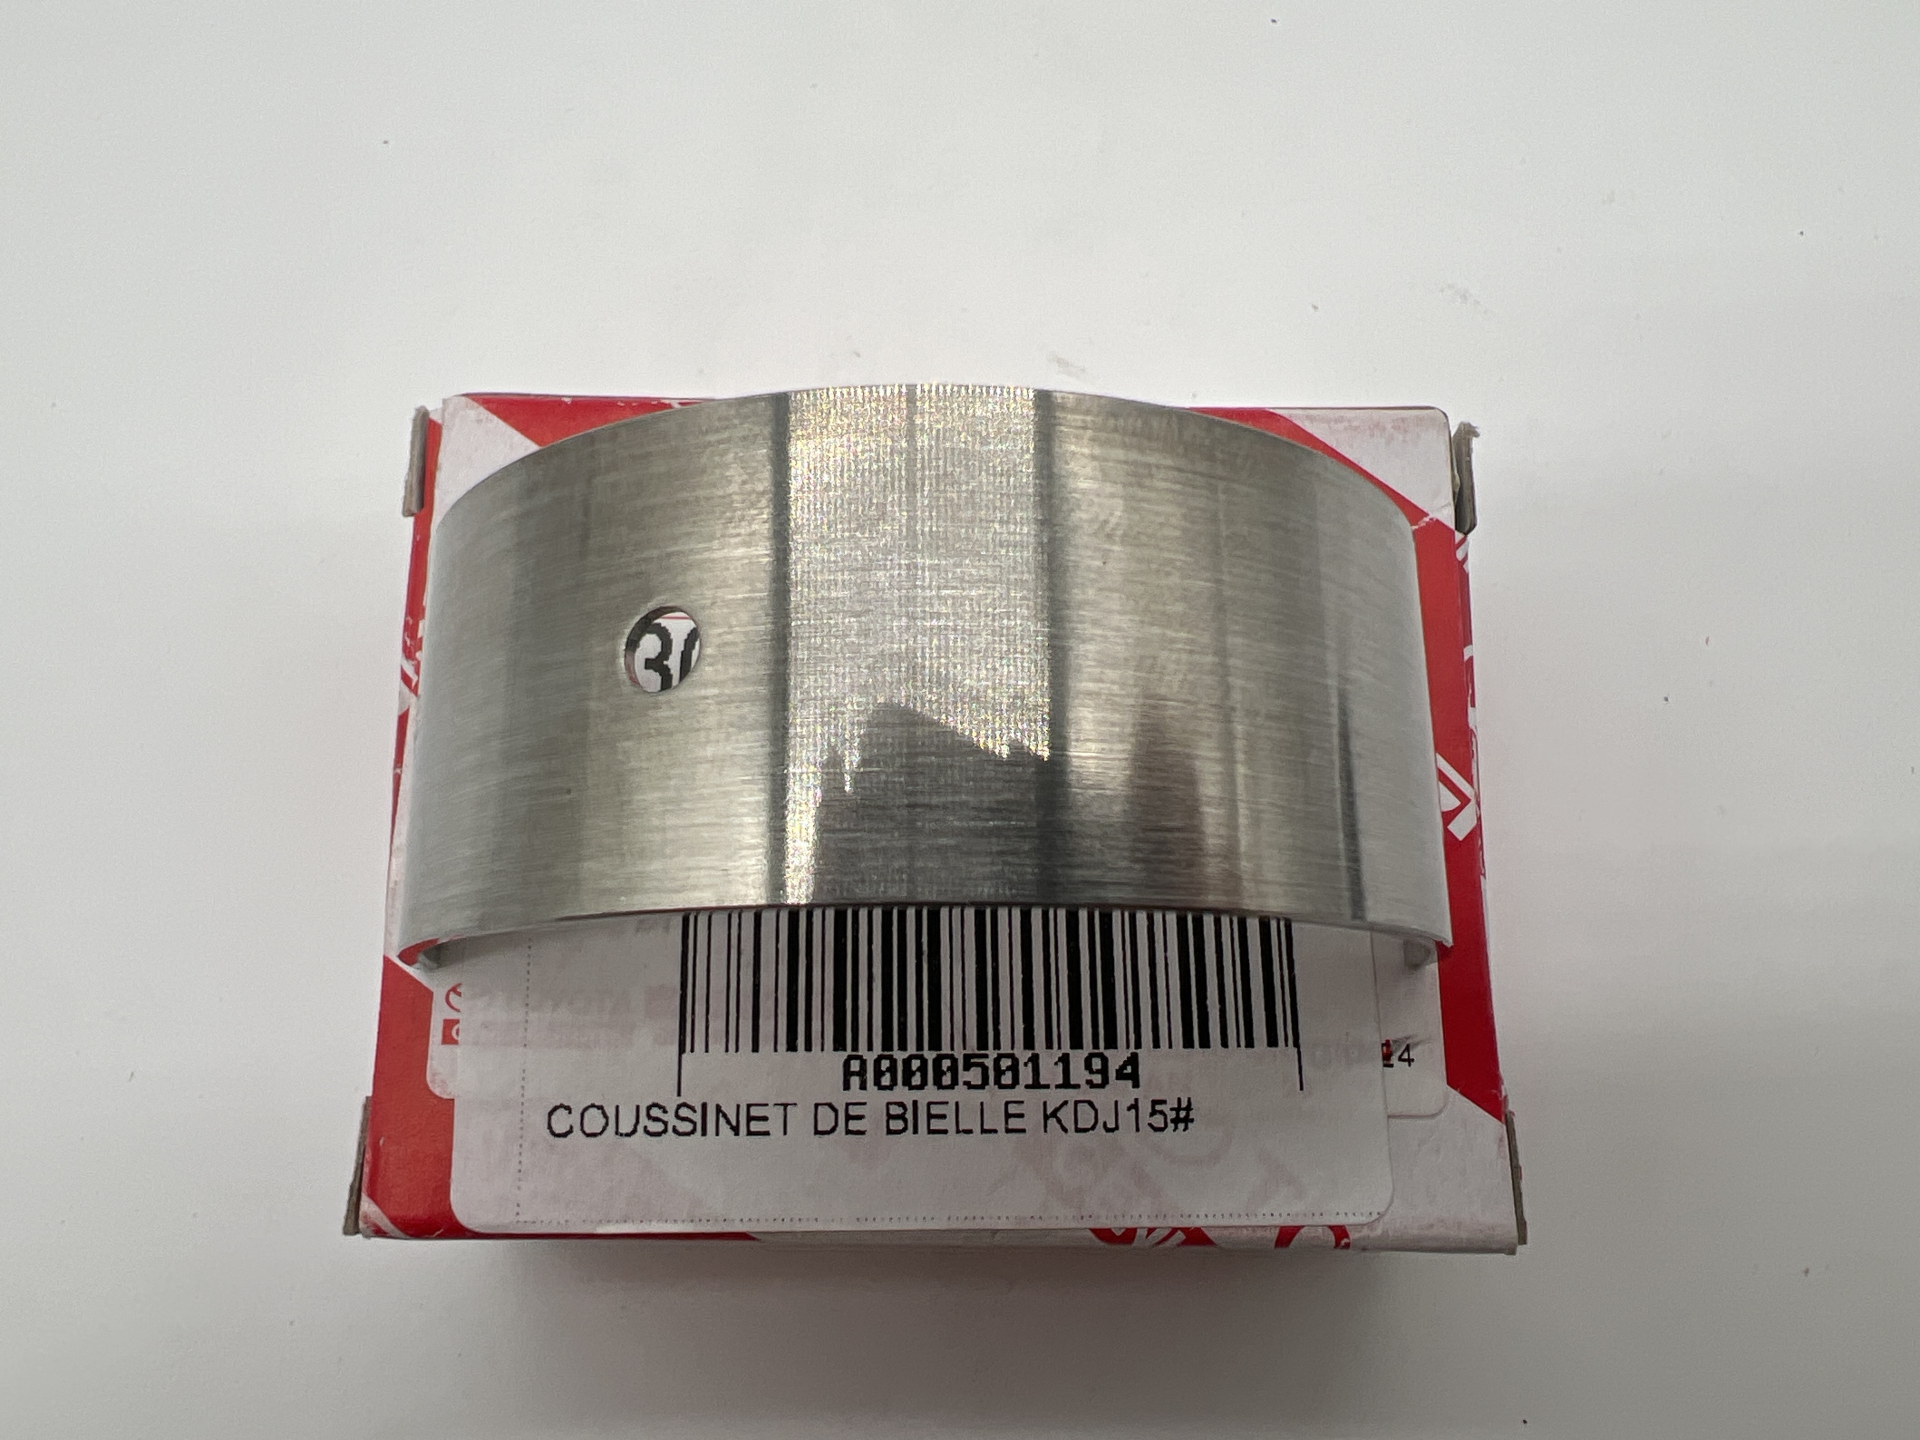 A000501194
COUSSINET DE BIELLE KDJ15#